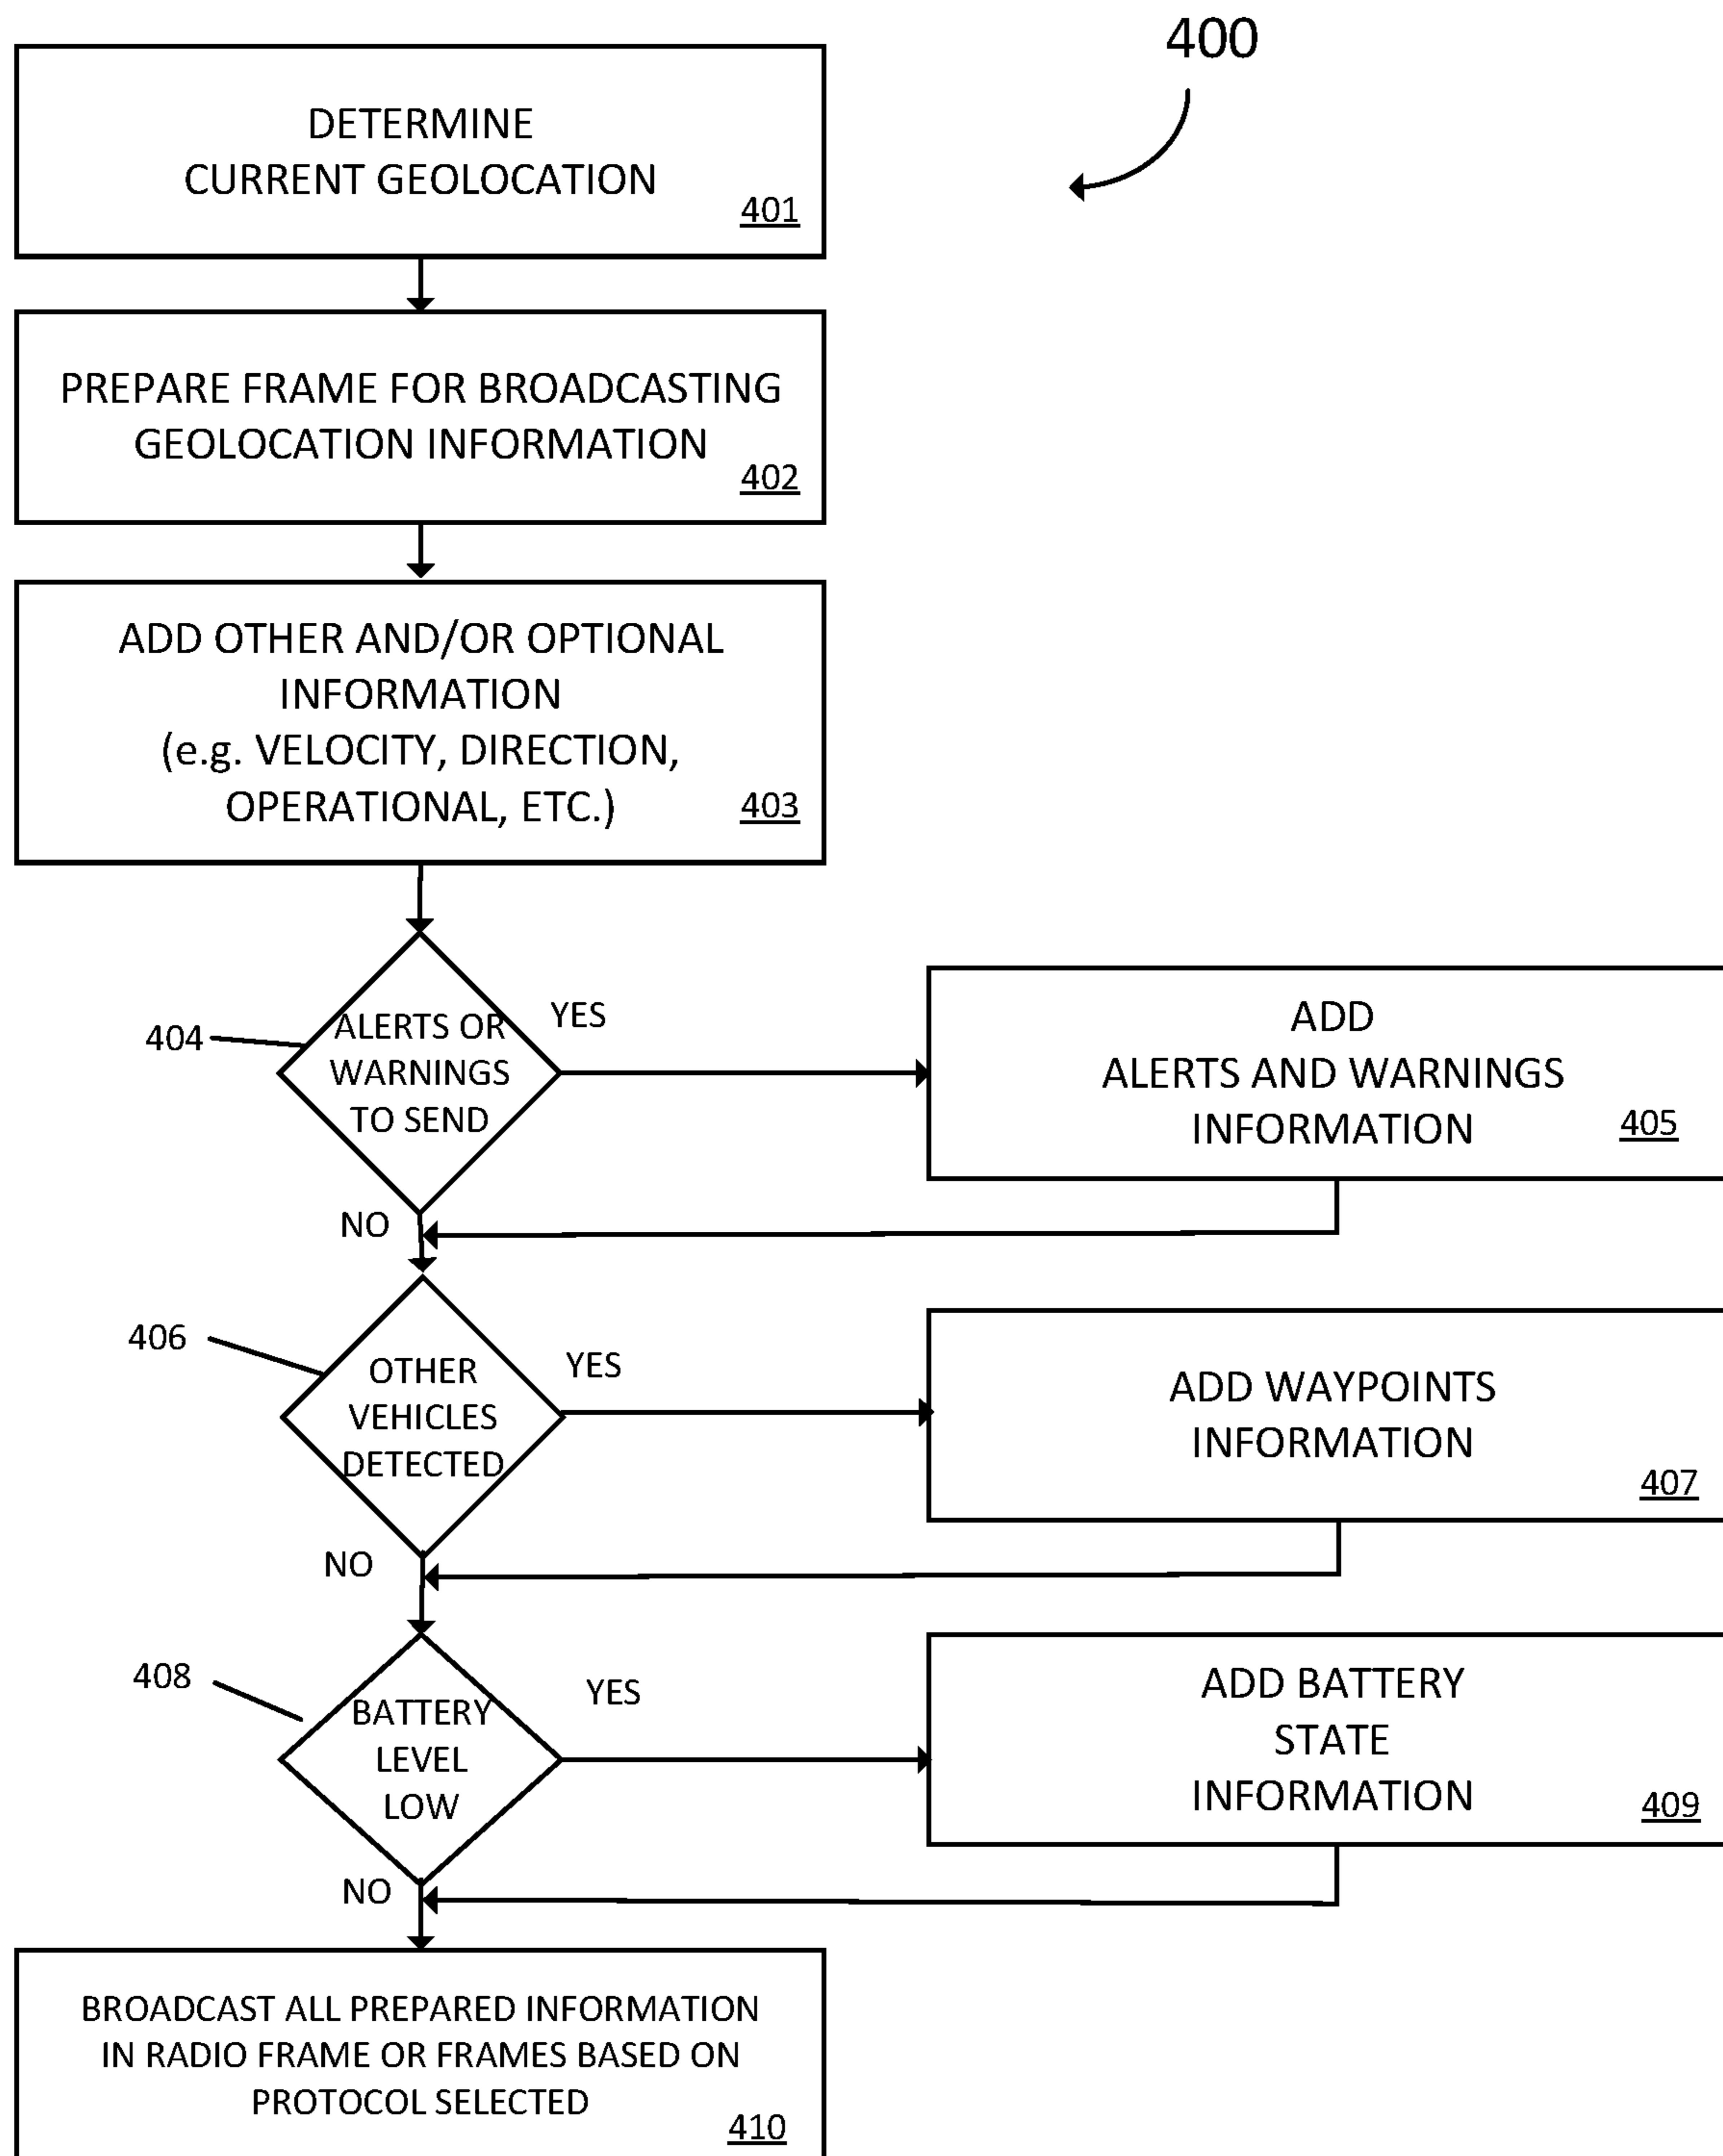 400
DETERMINE
CURRENT GEOLOCATION
401
PREPARE FRAME FOR BROADCASTING
GEOLOCATION INFORMATION
402
ADD OTHER AND/OR OPTIONAL
INFORMATION
(e.g. VELOCITY, DIRECTION,
OPERATIONAL, ETC.)
403
404
ALERTS OR
WARNINGS
TO SEND
YES
NO
ADD
ALERTS AND WARNINGS
INFORMATION
405
406
OTHER
VEHICLES
DETECTED
YES
NO
ADD WAYPOINTS
INFORMATION
407
408
BATTERY
LEVEL
LOW
YES
NO
ADD BATTERY
STATE
INFORMATION
409
BROADCAST ALL PREPARED INFORMATION
IN RADIO FRAME OR FRAMES BASED ON
PROTOCOL SELECTED
410